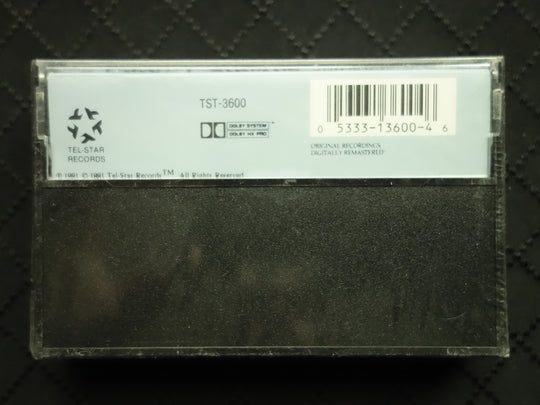 TST-3600
DOLBY SYSTEM
DOLBY HX PRO
0 5333-13600-4 6
TEL-STAR
RECORDS
ORIGINAL RECORDINGS
DIGITALLY REMASTERED
℗ 1991 © 1991 Tel-Star Records™ All Rights Reserved